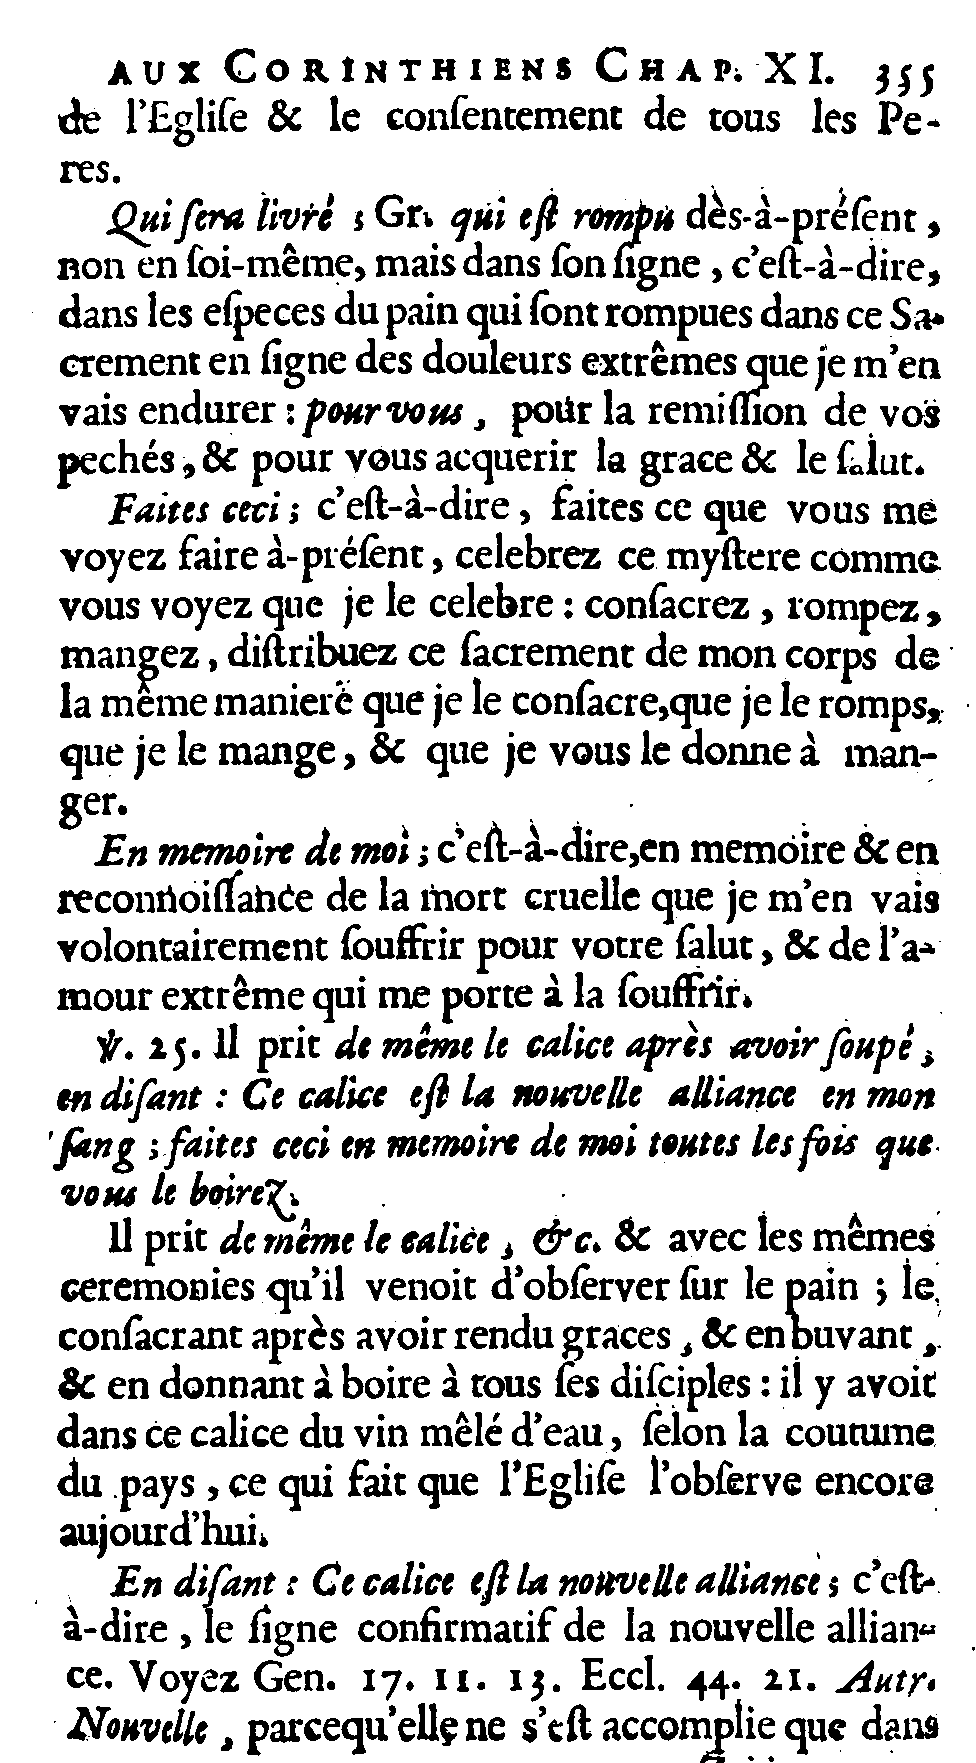 AUX CORINTHIENS CHAP. XI. 355
de l'Egliſe & le conſentement de tous les Pe-
res.
Qui ſera livré ; Gr. qui eſt rompu dès-à-préſent,
non en ſoi-même, mais dans ſon ſigne, c'eſt-à-dire,
dans les eſpeces du pain qui ſont rompues dans ce Sa-
crement en ſigne des douleurs extrêmes que je m'en
vais endurer : pour vous, pour la remiſſion de vos
pechés, & pour vous acquerir la grace & le ſalut.
Faites ceci ; c'eſt-à-dire, faites ce que vous me
voyez faire à-préſent, celebrez ce myſtere comme
vous voyez que je le celebre : conſacrez, rompez,
mangez, diſtribuez ce ſacrement de mon corps de
la même maniere que je le conſacre, que je le romps,
que je le mange, & que je vous le donne à man-
ger.
En memoire de moi ; c'eſt-à-dire, en memoire & en
reconnoiſſance de la mort cruelle que je m'en vais
volontairement ſouffrir pour votre ſalut, & de l'a-
mour extrême qui me porte à la ſouffrir.
℣. 25. Il prit de même le calice après avoir ſoupé,
en diſant : Ce calice eſt la nouvelle alliance en mon
ſang ; faites ceci en memoire de moi toutes les fois que
vous le boirez.
Il prit de même le calice, &c. & avec les mêmes
ceremonies qu'il venoit d'obſerver ſur le pain ; le
conſacrant après avoir rendu graces, & en buvant,
& en donnant à boire à tous ſes diſciples : il y avoit
dans ce calice du vin mêlé d'eau, ſelon la coutume
du pays, ce qui fait que l'Egliſe l'obſerve encore
aujourd'hui.
En diſant : Ce calice eſt la nouvelle alliance ; c'eſt-
à-dire, le ſigne confirmatif de la nouvelle allian-
ce. Voyez Gen. 17. 11. 13. Eccl. 44. 21. Autr.
Nouvelle, parcequ'elle ne s'eſt accomplie que dans